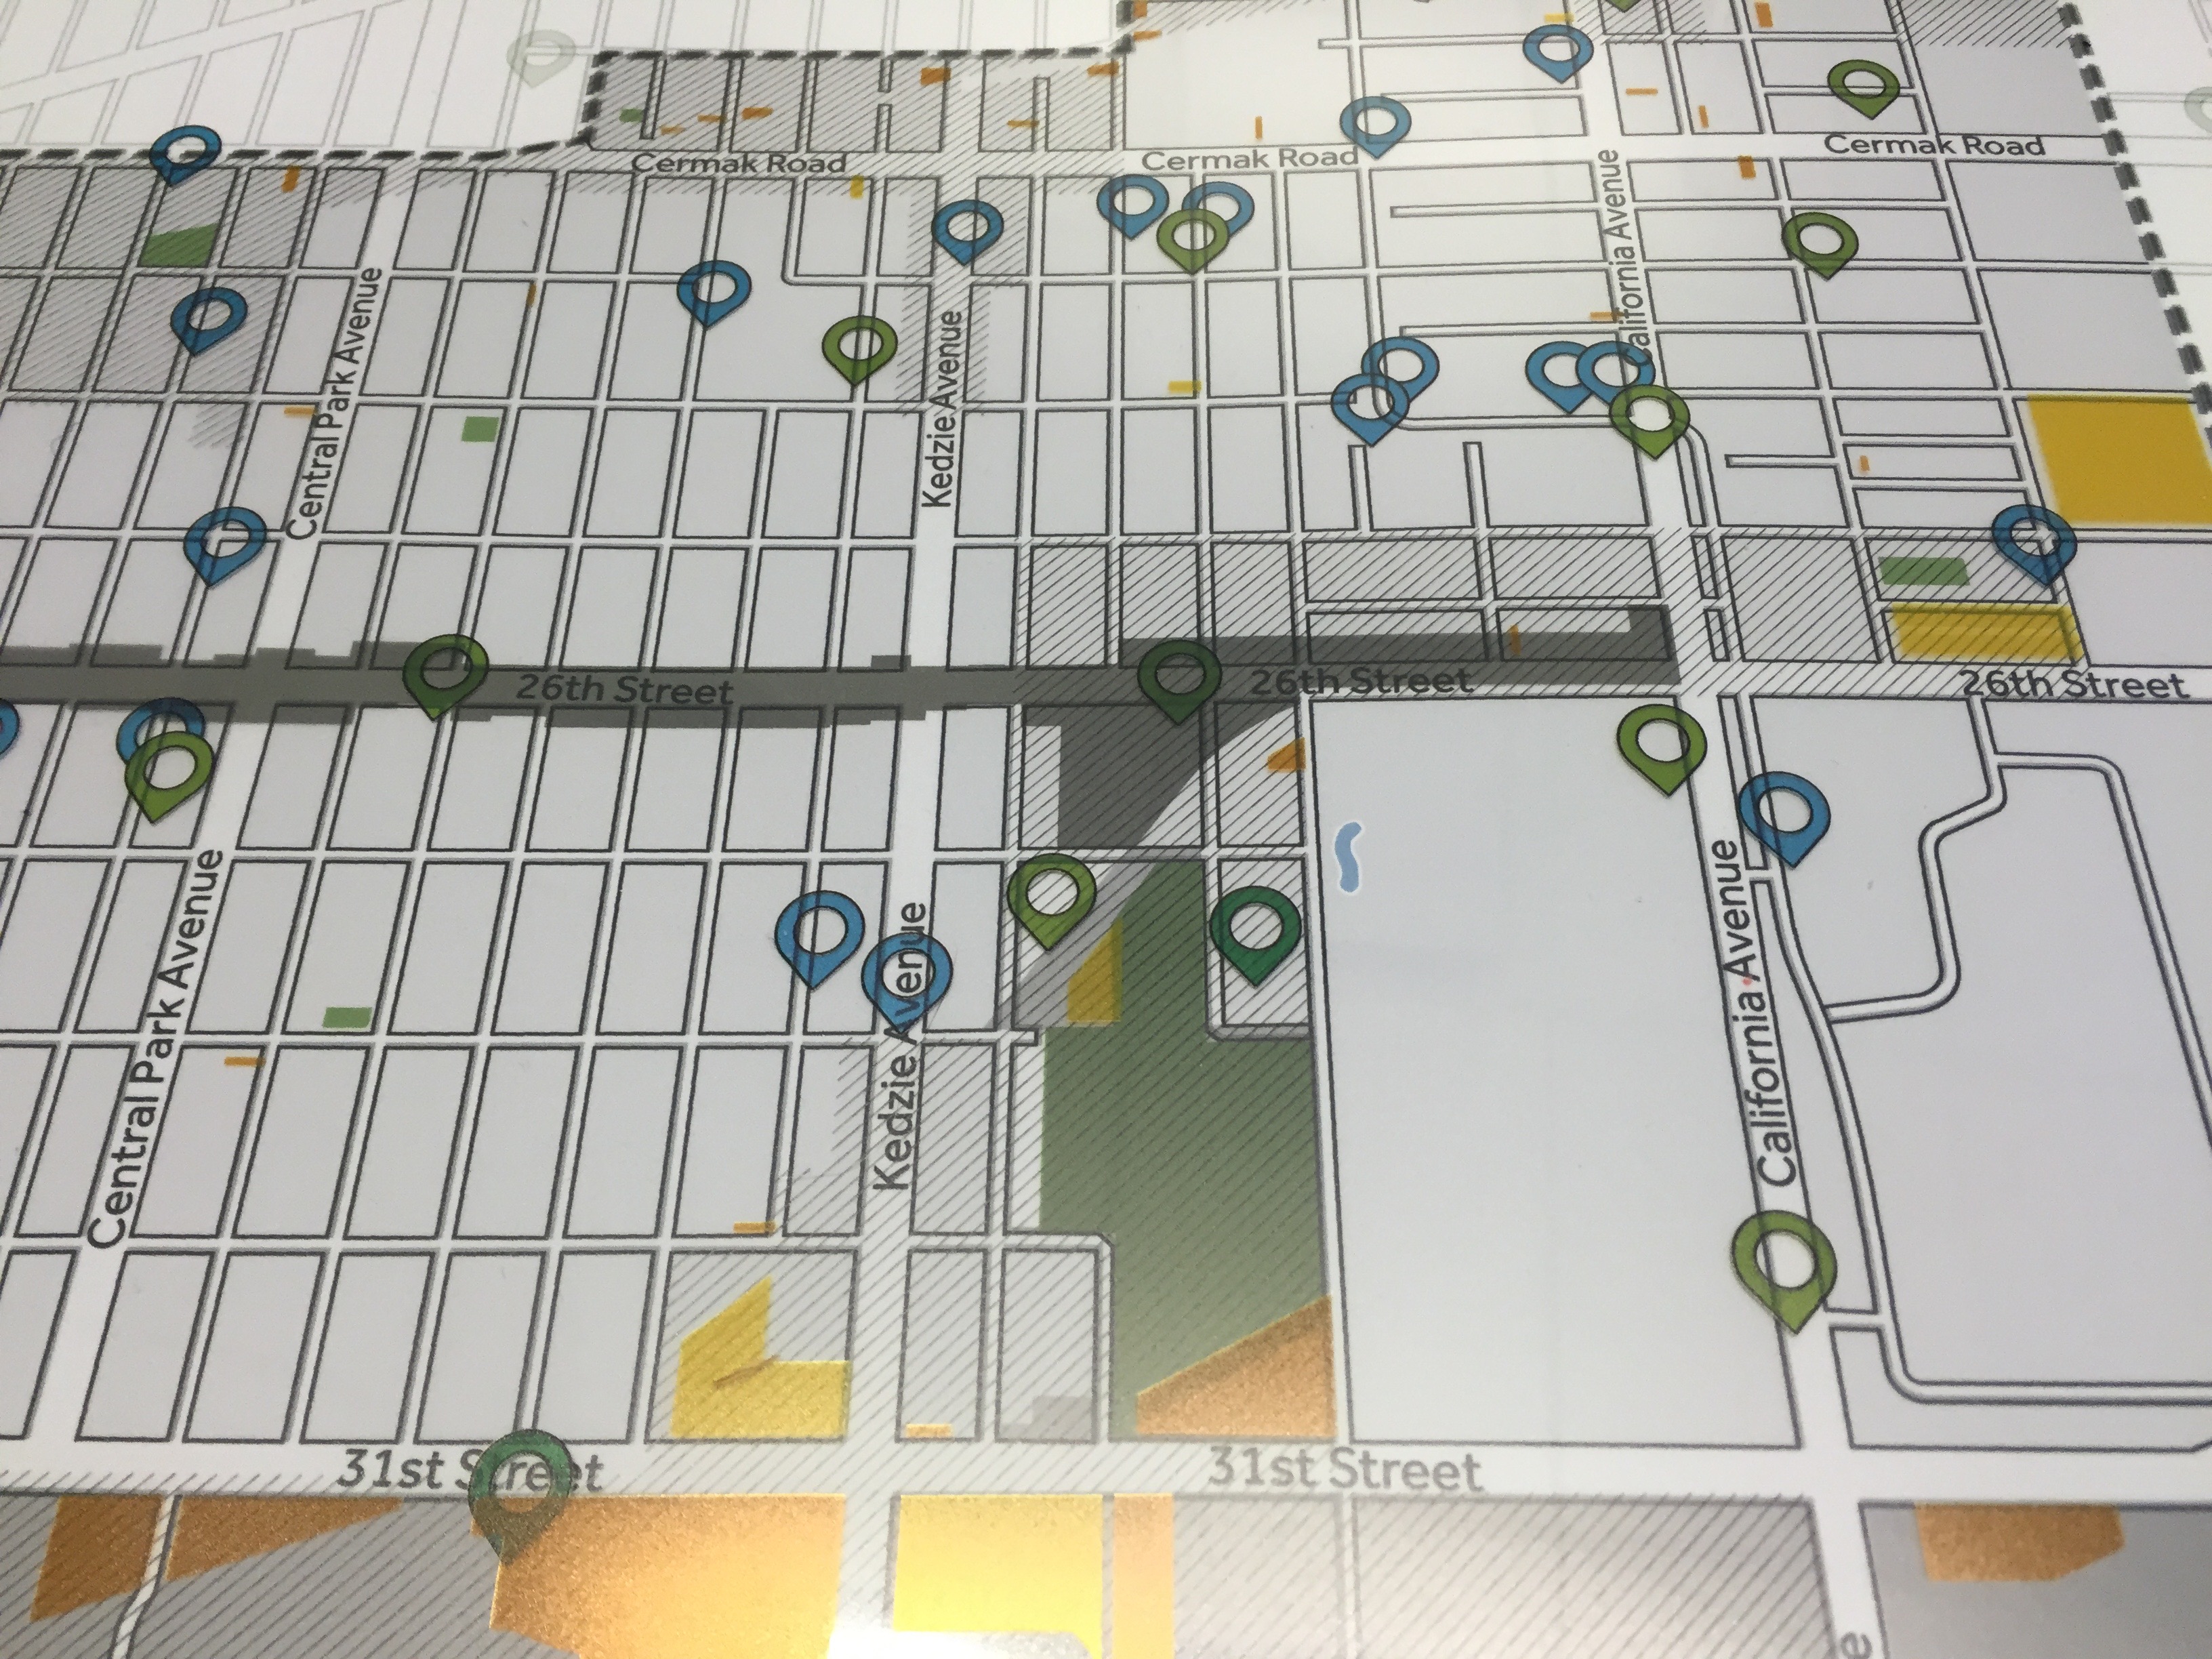 Cermak Road
Cermak Road
Cermak Road
California Avenue
Central Park Avenue
Kedzie Avenue
26th Street
26th Street
26th Street
Central Park Avenue
Kedzie Avenue
California Avenue
31st Street
31st Street
e